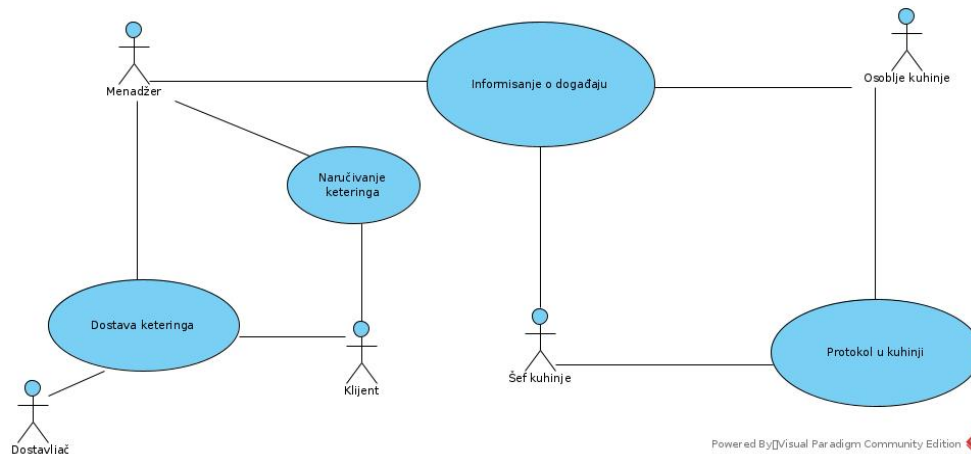 Menadžer
Informisanje o događaju
Osoblje kuhinje
Naručivanje
keteringa
Dostava keteringa
Klijent
Šef kuhinje
Protokol u kuhinji
Dostavljač
Powered By▯Visual Paradigm Community Edition